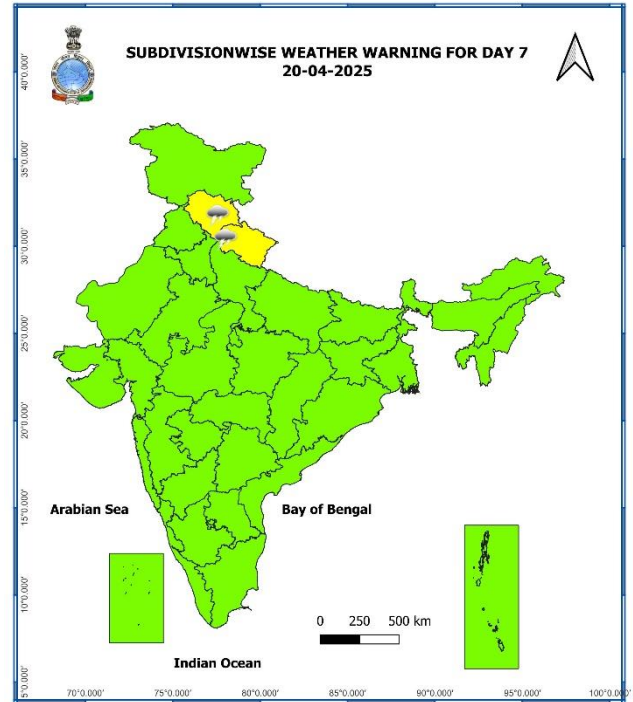 SUBDIVISIONWISE WEATHER WARNING FOR DAY 7
20-04-2025
40°0.000'
35°0.000'
30°0.000'
25°0.000'
20°0.000'
15°0.000'
10°0.000'
5°0.000'
Arabian Sea
Bay of Bengal
0 250 500 km
Indian Ocean
70°0.000' 75°0.000' 80°0.000' 85°0.000' 90°0.000' 95°0.000' 100°0.000'